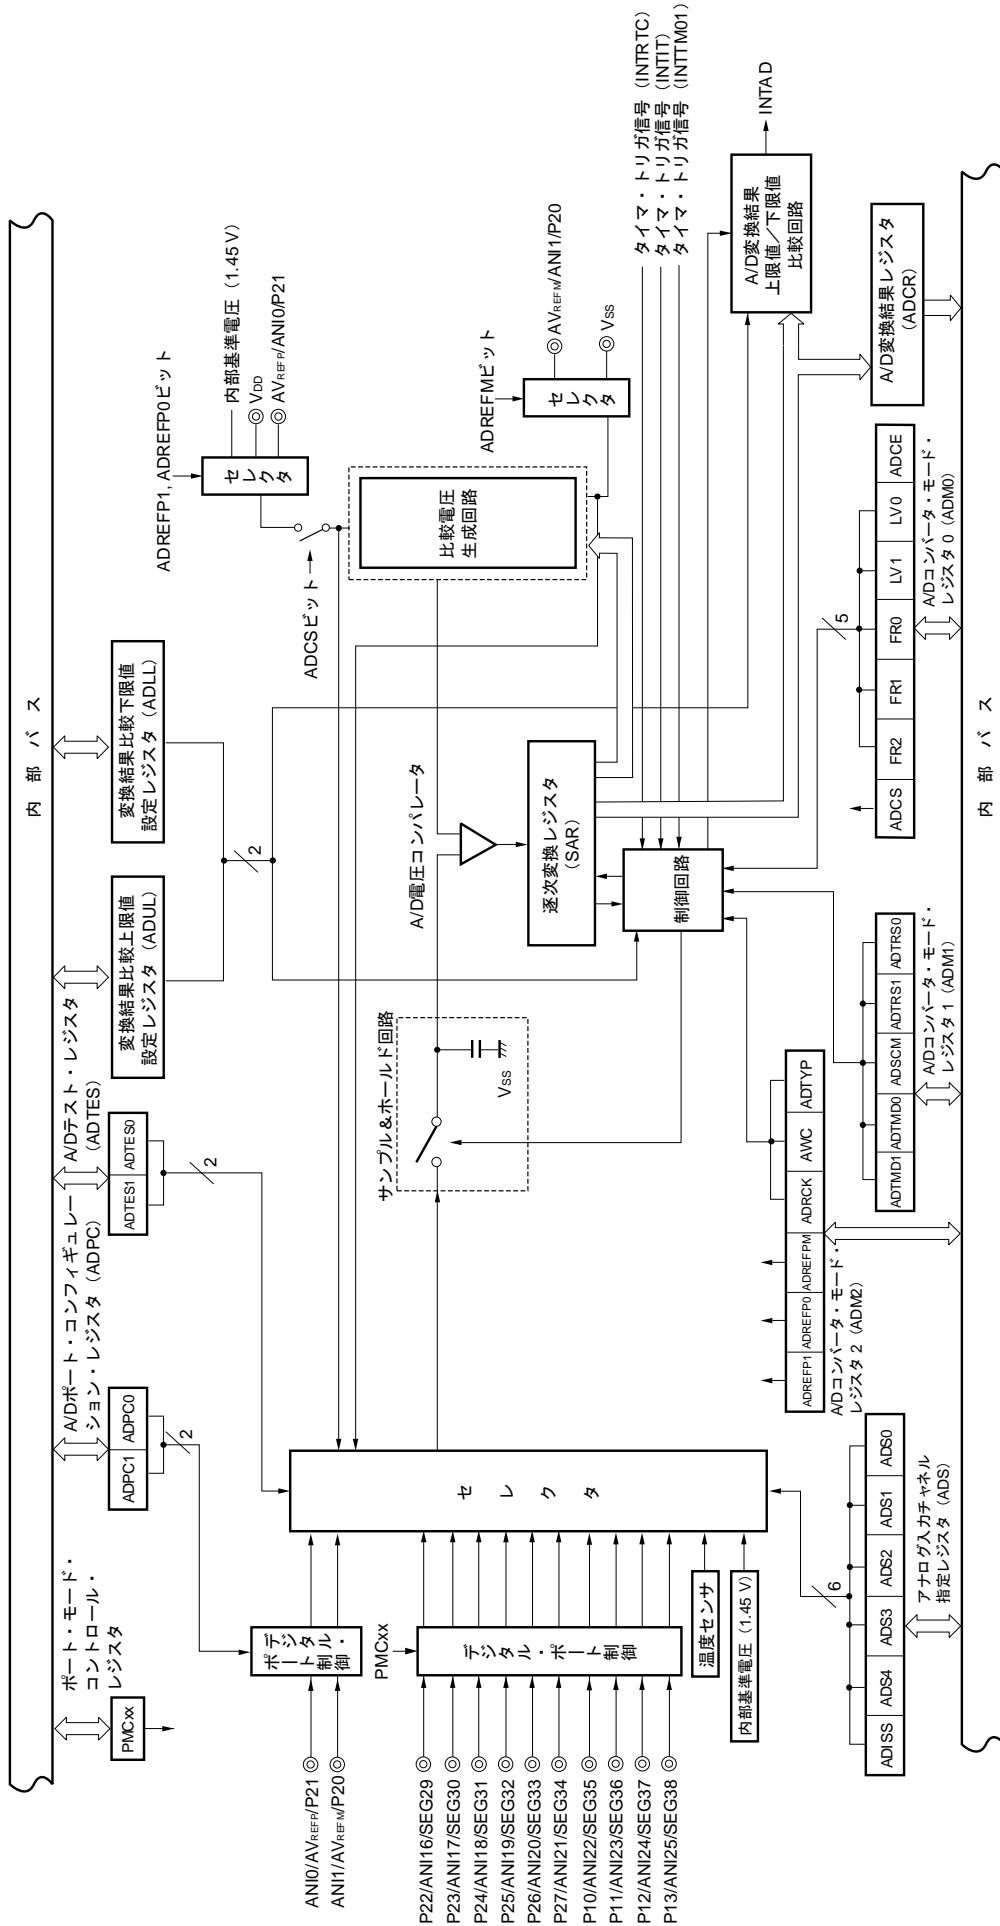 内 部 バ ス
ポート・モード・
コントロール・
レジスタ
PMCxx
A/Dポート・コンフィギュレー
ション・レジスタ（ADPC）
ADPC1
ADPC0
2
A/Dテスト・レジスタ
（ADTES）
ADTES1
ADTES0
2
変換結果比較上限値
設定レジスタ（ADUL）
変換結果比較下限値
設定レジスタ（ADLL）
2
ADREFP1, ADREFP0ビット
セレクタ
内部基準電圧（1.45 V）
VDD
AVREFP/ANI0/P21
ADCSビット
比較電圧
生成回路
ADREFMビット
セレクタ
AVREFM/ANI1/P20
VSS
ANI0/AVREFP/P21
ANI1/AVREFM/P20
デジタル・
ポート制御
PMCxx
P22/ANI16/SEG29
P23/ANI17/SEG30
P24/ANI18/SEG31
P25/ANI19/SEG32
P26/ANI20/SEG33
P27/ANI21/SEG34
P10/ANI22/SEG35
P11/ANI23/SEG36
P12/ANI24/SEG37
P13/ANI25/SEG38
デジタル・ポート制御
温度センサ
内部基準電圧（1.45 V）
セ レ ク タ
サンプル&ホールド回路
VSS
A/D電圧コンパレータ
逐次変換レジスタ
（SAR）
制御回路
タイマ・トリガ信号（INTRTC）
タイマ・トリガ信号（INTIT）
タイマ・トリガ信号（INTTM01）
A/D変換結果
上限値／下限値
比較回路
INTAD
A/D変換結果レジスタ
（ADCR）
6
ADISS
ADS4
ADS3
ADS2
ADS1
ADS0
アナログ入力チャネル
指定レジスタ（ADS）
ADREFP1
ADREFP0
ADREFPM
ADRCK
AWC
ADTYP
A/Dコンバータ・モード・
レジスタ 2（ADM2）
ADTMD1
ADTMD0
ADSCM
ADTRS1
ADTRS0
A/Dコンバータ・モード・
レジスタ 1（ADM1）
5
ADCS
FR2
FR1
FR0
LV1
LV0
ADCE
A/Dコンバータ・モード・
レジスタ 0（ADM0）
内 部 バ ス